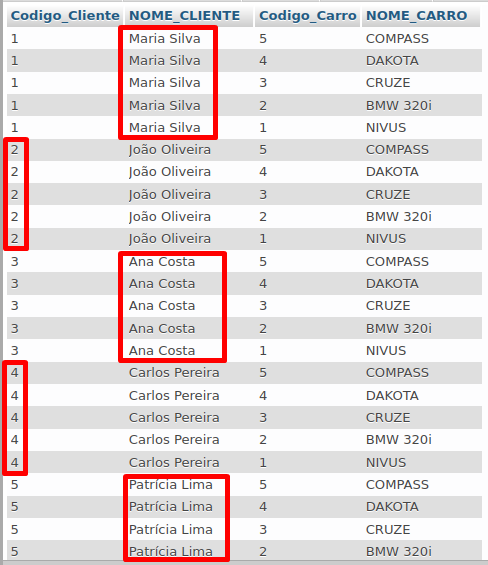 Codigo_Cliente NOME_CLIENTE Codigo_Carro NOME_CARRO
1 Maria Silva 5 COMPASS
1 Maria Silva 4 DAKOTA
1 Maria Silva 3 CRUZE
1 Maria Silva 2 BMW 320i
1 Maria Silva 1 NIVUS
2 João Oliveira 5 COMPASS
2 João Oliveira 4 DAKOTA
2 João Oliveira 3 CRUZE
2 João Oliveira 2 BMW 320i
2 João Oliveira 1 NIVUS
3 Ana Costa 5 COMPASS
3 Ana Costa 4 DAKOTA
3 Ana Costa 3 CRUZE
3 Ana Costa 2 BMW 320i
3 Ana Costa 1 NIVUS
4 Carlos Pereira 5 COMPASS
4 Carlos Pereira 4 DAKOTA
4 Carlos Pereira 3 CRUZE
4 Carlos Pereira 2 BMW 320i
4 Carlos Pereira 1 NIVUS
5 Patrícia Lima 5 COMPASS
5 Patrícia Lima 4 DAKOTA
5 Patrícia Lima 3 CRUZE
5 Patrícia Lima 2 BMW 320i